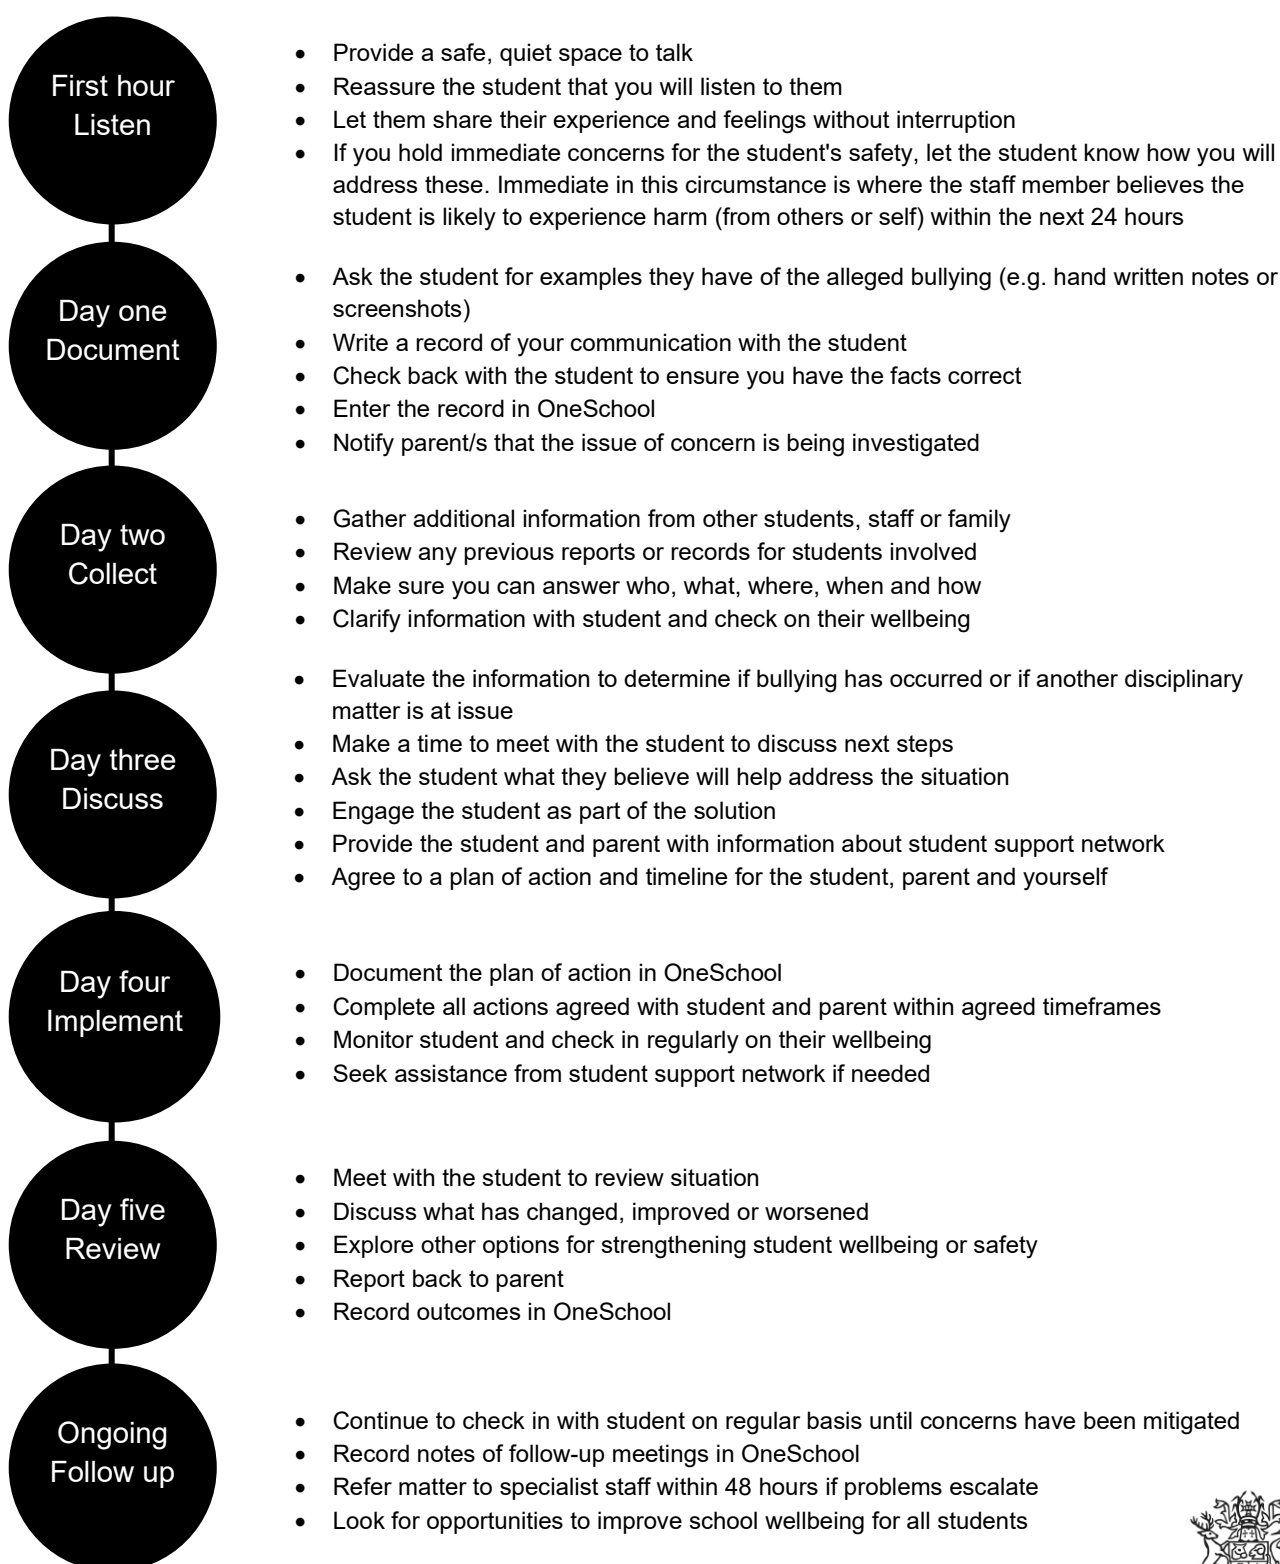 First hour
Listen
• Provide a safe, quiet space to talk
• Reassure the student that you will listen to them
• Let them share their experience and feelings without interruption
• If you hold immediate concerns for the student's safety, let the student know how you will
address these. Immediate in this circumstance is where the staff member believes the
student is likely to experience harm (from others or self) within the next 24 hours
Day one
Document
• Ask the student for examples they have of the alleged bullying (e.g. hand written notes or
screenshots)
• Write a record of your communication with the student
• Check back with the student to ensure you have the facts correct
• Enter the record in OneSchool
• Notify parent/s that the issue of concern is being investigated
Day two
Collect
• Gather additional information from other students, staff or family
• Review any previous reports or records for students involved
• Make sure you can answer who, what, where, when and how
• Clarify information with student and check on their wellbeing
Day three
Discuss
• Evaluate the information to determine if bullying has occurred or if another disciplinary
matter is at issue
• Make a time to meet with the student to discuss next steps
• Ask the student what they believe will help address the situation
• Engage the student as part of the solution
• Provide the student and parent with information about student support network
• Agree to a plan of action and timeline for the student, parent and yourself
Day four
Implement
• Document the plan of action in OneSchool
• Complete all actions agreed with student and parent within agreed timeframes
• Monitor student and check in regularly on their wellbeing
• Seek assistance from student support network if needed
Day five
Review
• Meet with the student to review situation
• Discuss what has changed, improved or worsened
• Explore other options for strengthening student wellbeing or safety
• Report back to parent
• Record outcomes in OneSchool
Ongoing
Follow up
• Continue to check in with student on regular basis until concerns have been mitigated
• Record notes of follow-up meetings in OneSchool
• Refer matter to specialist staff within 48 hours if problems escalate
• Look for opportunities to improve school wellbeing for all students